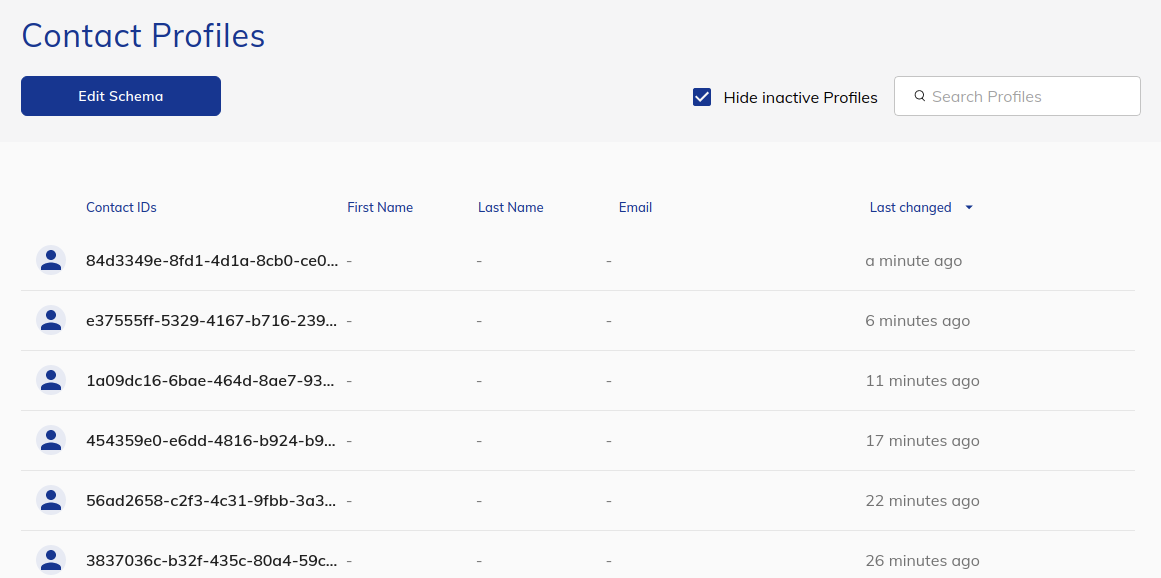 Contact Profiles
Edit Schema
Hide inactive Profiles
Search Profiles
Contact IDs First Name Last Name Email Last changed
84d3349e-8fd1-4d1a-8cb0-ce0... - - - a minute ago
e37555ff-5329-4167-b716-239... - - - 6 minutes ago
1a09dc16-6bae-464d-8ae7-93... - - - 11 minutes ago
454359e0-e6dd-4816-b924-b9... - - - 17 minutes ago
56ad2658-c2f3-4c31-9fbb-3a3... - - - 22 minutes ago
3837036c-b32f-435c-80a4-59c... - - - 26 minutes ago